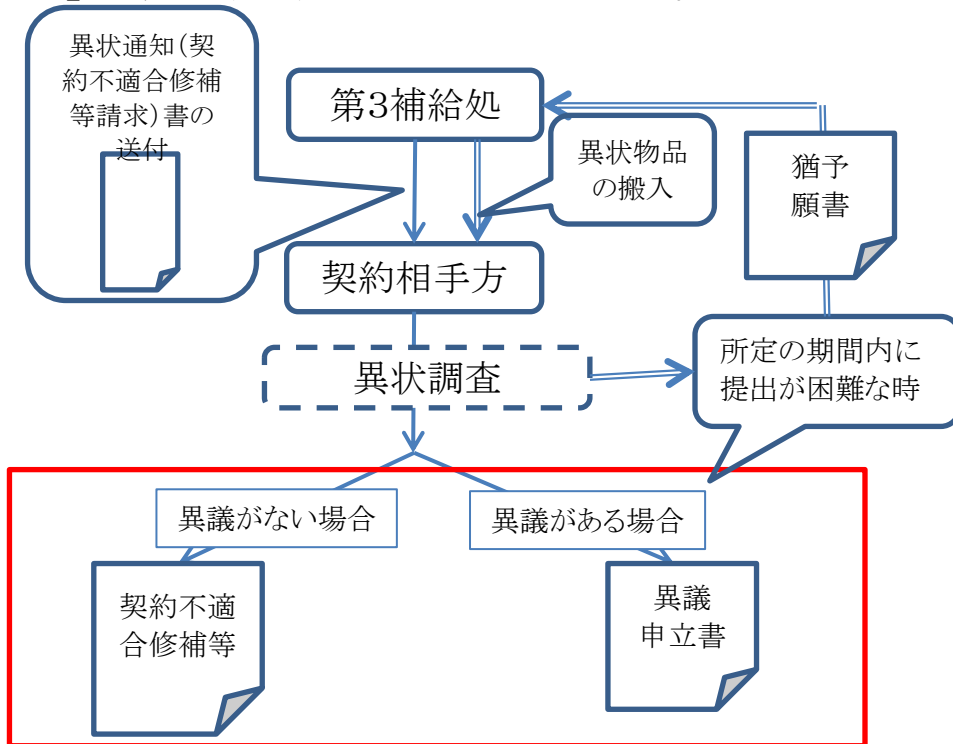 異状通知(契
約不適合修補
等請求)書の
送付
第3補給処
異状物品
の搬入
猶予
願書
契約相手方
異状調査
所定の期間内に
提出が困難な時
異議がない場合
異議がある場合
契約不適
合修補等
異議
申立書